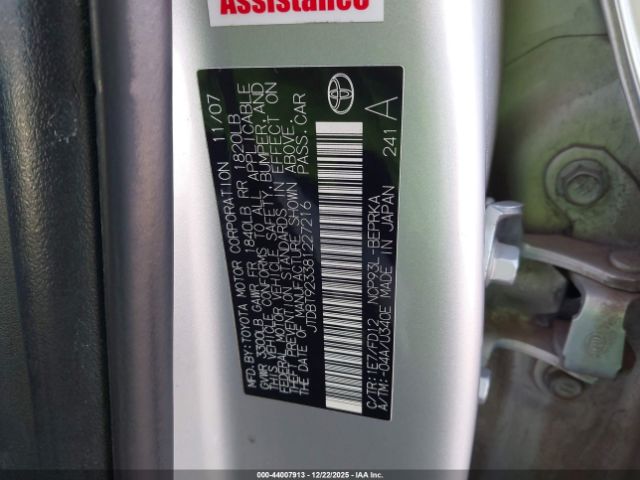 Assistance
MFD.BY:TOYOTA MOTOR CORPORATION 11/07
GVWR 3300LB GAWR FR 1840LB RR 1820LB
THIS VEHICLE CONFORMS TO ALL APPLICABLE
FEDERAL MOTOR VEHICLE SAFETY, BUMPER, AND
THEFT PREVENTION STANDARDS IN EFFECT ON
THE DATE OF MANUFACTURE SHOWN ABOVE.
JTDBT923381227216 PASS.CAR
C/TR:1E7/FD12 NCP93L-BEPRKA
A/TM:-04A/U340E MADE IN JAPAN 241 A
000-44007913 - 12/22/2025 - IAAI.COM